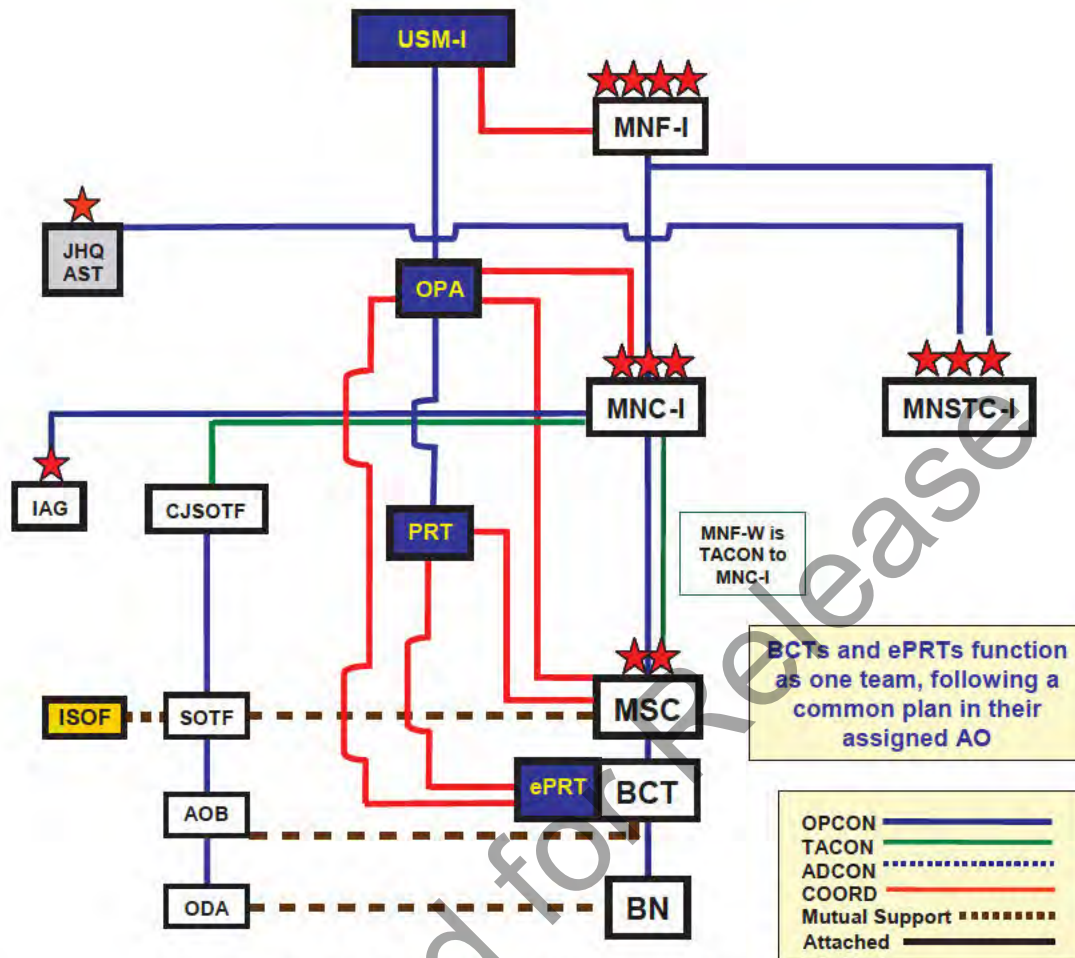 USM-I
MNF-I
JHQ
AST
OPA
MNC-I
MNSTC-I
IAG
CJSOTF
PRT
MNF-W is
TACON to
MNC-I
BCTs and ePRTs function
as one team, following a
common plan in their
assigned AO
ISOF
SOTF
MSC
ePRT
BCT
AOB
ODA
BN
OPCON
TACON
ADCON
COORD
Mutual Support
Attached
d for Release